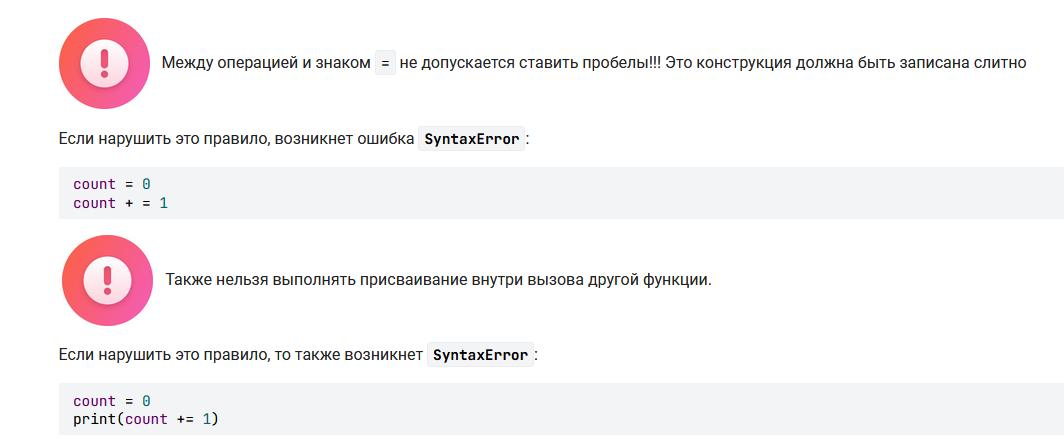 Между операцией и знаком = не допускается ставить пробелы!!! Это конструкция должна быть записана слитно
Если нарушить это правило, возникнет ошибка SyntaxError:
count = 0
count + = 1
Также нельзя выполнять присваивание внутри вызова другой функции.
Если нарушить это правило, то также возникнет SyntaxError:
count = 0
print(count += 1)